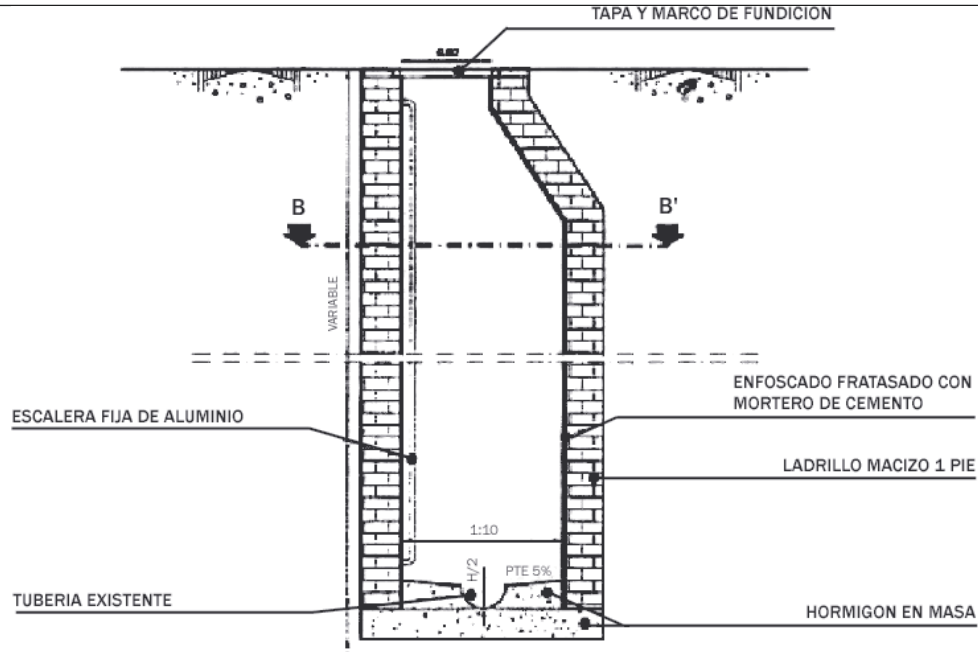 TAPA Y MARCO DE FUNDICION
B
B'
VARIABLE
ENFOSCADO FRATASADO CON
MORTERO DE CEMENTO
ESCALERA FIJA DE ALUMINIO
LADRILLO MACIZO 1 PIE
1:10
H/2
PTE 5%
TUBERIA EXISTENTE
HORMIGON EN MASA